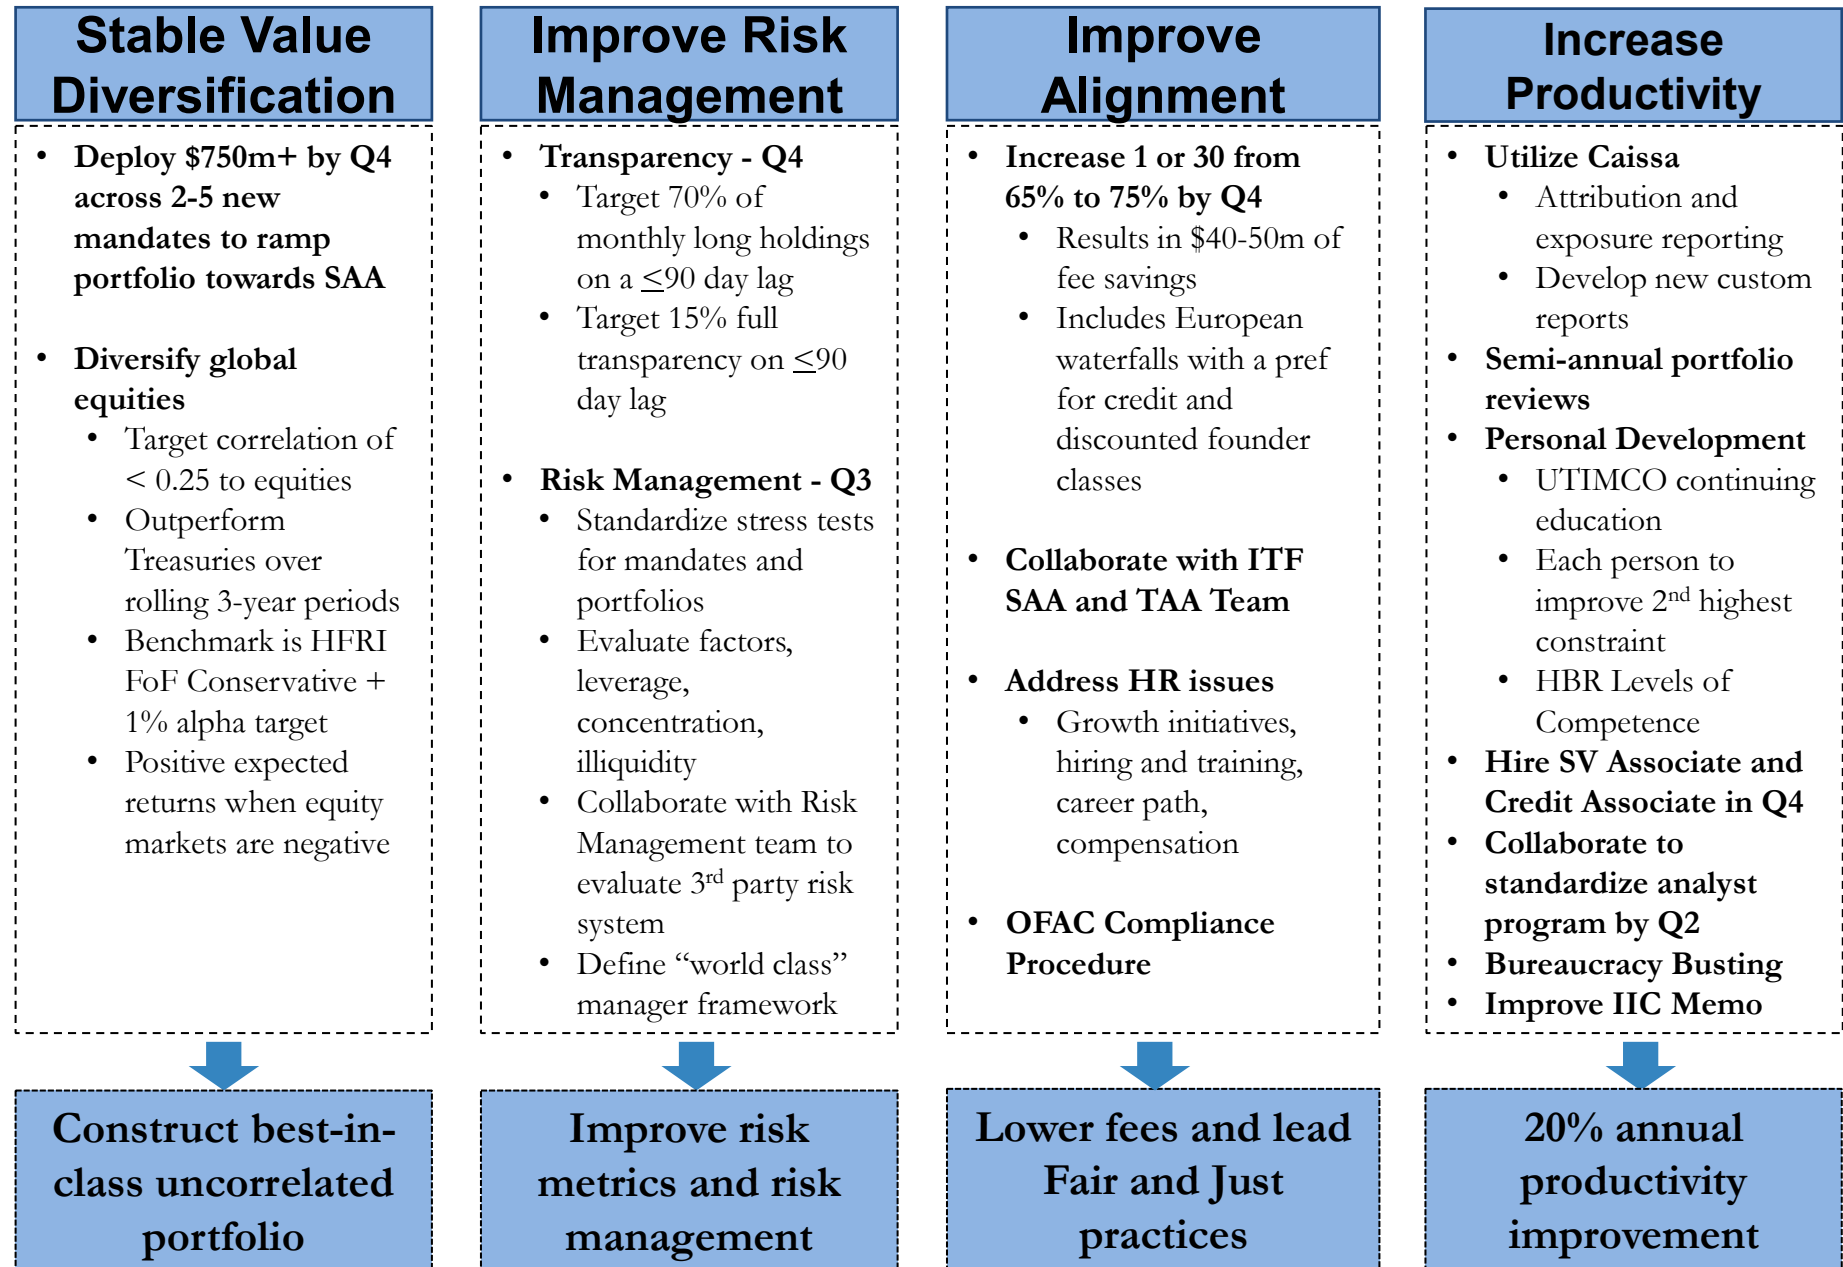 Stable Value
Diversification
• Deploy $750m+ by Q4
across 2-5 new
mandates to ramp
portfolio towards SAA
• Diversify global
equities
• Target correlation of
< 0.25 to equities
• Outperform
Treasuries over
rolling 3-year periods
• Benchmark is HFRI
FoF Conservative +
1% alpha target
• Positive expected
returns when equity
markets are negative
Construct best-in-
class uncorrelated
portfolio
Improve Risk
Management
• Transparency - Q4
• Target 70% of
monthly long holdings
on a ≤90 day lag
• Target 15% full
transparency on ≤90
day lag
• Risk Management - Q3
• Standardize stress tests
for mandates and
portfolios
• Evaluate factors,
leverage,
concentration,
illiquidity
• Collaborate with Risk
Management team to
evaluate 3rd party risk
system
• Define “world class”
manager framework
Improve risk
metrics and risk
management
Improve
Alignment
• Increase 1 or 30 from
65% to 75% by Q4
• Results in $40-50m of
fee savings
• Includes European
waterfalls with a pref
for credit and
discounted founder
classes
• Collaborate with ITF
SAA and TAA Team
• Address HR issues
• Growth initiatives,
hiring and training,
career path,
compensation
• OFAC Compliance
Procedure
Lower fees and lead
Fair and Just
practices
Increase
Productivity
• Utilize Caissa
• Attribution and
exposure reporting
• Develop new custom
reports
• Semi-annual portfolio
reviews
• Personal Development
• UTIMCO continuing
education
• Each person to
improve 2nd highest
constraint
• HBR Levels of
Competence
• Hire SV Associate and
Credit Associate in Q4
• Collaborate to
standardize analyst
program by Q2
• Bureaucracy Busting
• Improve IIC Memo
20% annual
productivity
improvement